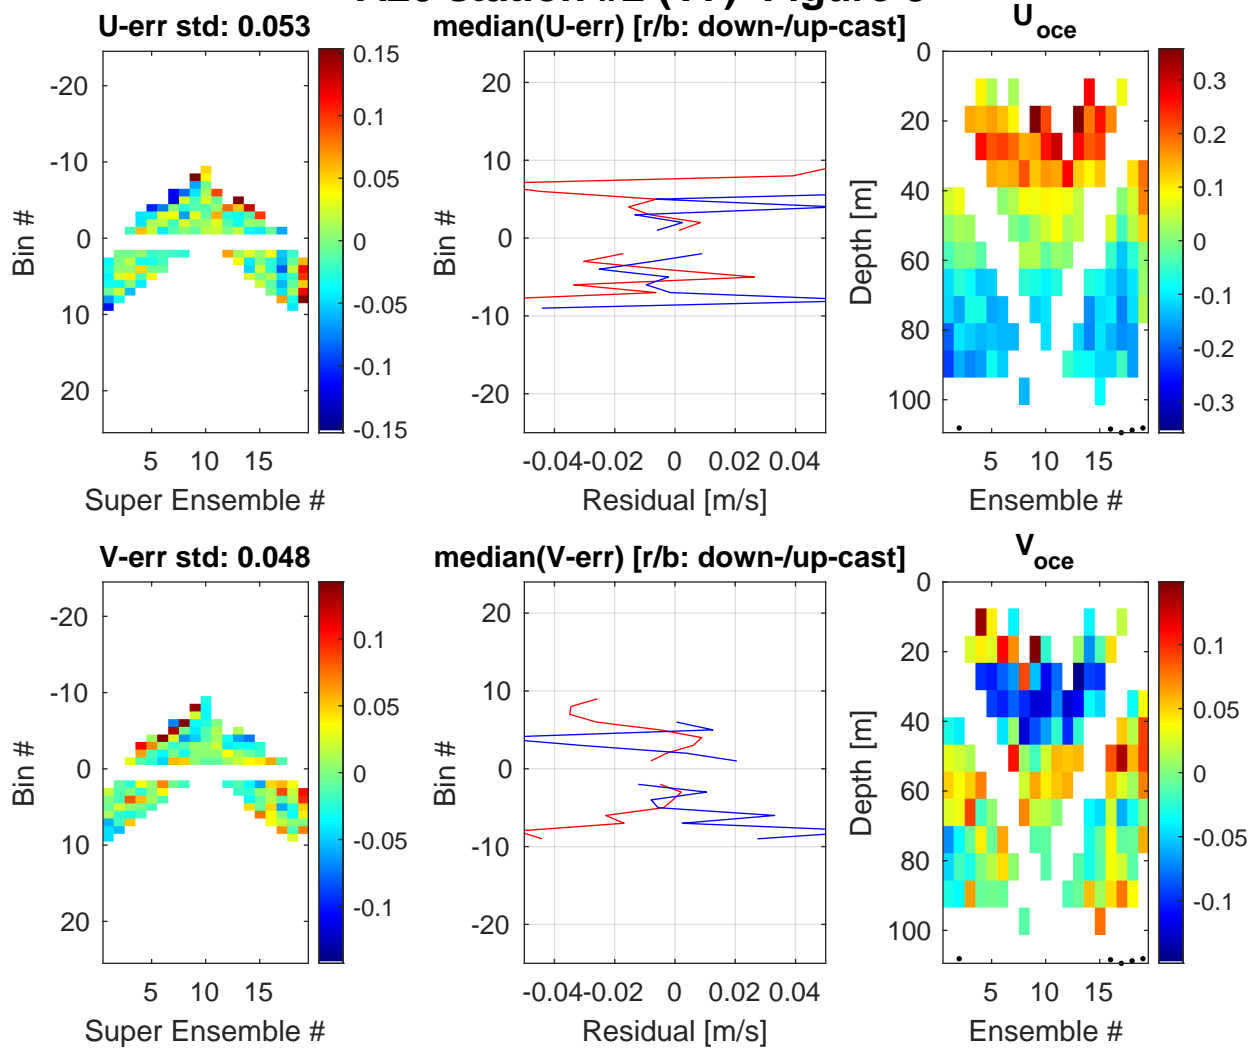 U-err std: 0.053
-20
-10
0
10
20
5 10 15
Super Ensemble #
Bin #
0.15
0.1
0.05
0
-0.05
-0.1
-0.15
median(U-err) [r/b: down-/up-cast]
20
10
0
-10
-20
-0.04 -0.02 0 0.02 0.04
Residual [m/s]
Bin #
U oce
0
20
40
60
80
100
5 10 15
Ensemble #
Depth [m]
0.3
0.2
0.1
0
-0.1
-0.2
-0.3
V-err std: 0.048
-20
-10
0
10
20
5 10 15
Super Ensemble #
Bin #
0.1
0.05
0
-0.05
-0.1
median(V-err) [r/b: down-/up-cast]
20
10
0
-10
-20
-0.04 -0.02 0 0.02 0.04
Residual [m/s]
Bin #
V oce
0
20
40
60
80
100
5 10 15
Ensemble #
Depth [m]
0.1
0.05
0
-0.05
-0.1